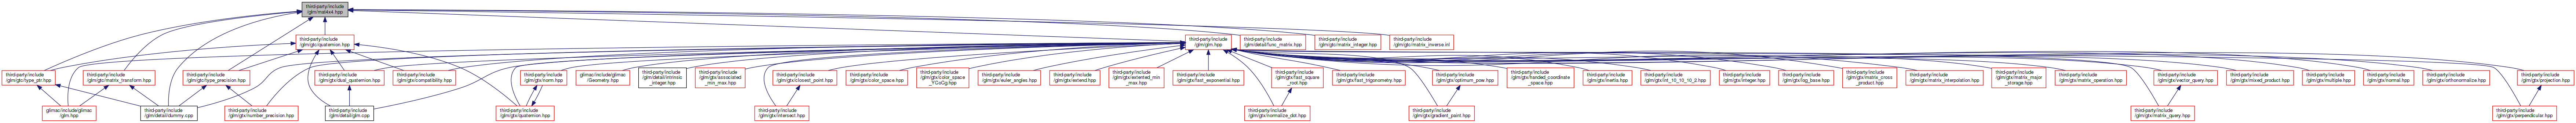 third-party/include
/glm/mat4x4.hpp
third-party/include
/glm/gtc/quaternion.hpp
third-party/include
/glm/glm.hpp
third-party/include
/glm/detail/func_matrix.hpp
third-party/include
/glm/gtc/matrix_integer.hpp
third-party/include
/glm/gtc/matrix_inverse.inl
third-party/include
/glm/gtc/type_ptr.hpp
third-party/include
/glm/gtc/matrix_transform.hpp
third-party/include
/glm/gtc/type_precision.hpp
third-party/include
/glm/gtx/dual_quaternion.hpp
third-party/include
/glm/gtx/compatibility.hpp
third-party/include
/glm/gtx/norm.hpp
glimac/include/glimac
/Geometry.hpp
third-party/include
/glm/detail/intrinsic
_integer.hpp
third-party/include
/glm/gtx/associated
_min_max.hpp
third-party/include
/glm/gtx/closest_point.hpp
third-party/include
/glm/gtx/color_space.hpp
third-party/include
/glm/gtx/color_space
_YCoCg.hpp
third-party/include
/glm/gtx/euler_angles.hpp
third-party/include
/glm/gtx/extend.hpp
third-party/include
/glm/gtx/extented_min
_max.hpp
third-party/include
/glm/gtx/fast_exponential.hpp
third-party/include
/glm/gtx/fast_square
_root.hpp
third-party/include
/glm/gtx/fast_trigonometry.hpp
third-party/include
/glm/gtx/optimum_pow.hpp
third-party/include
/glm/gtx/handed_coordinate
_space.hpp
third-party/include
/glm/gtx/inertia.hpp
third-party/include
/glm/gtx/int_10_10_10_2.hpp
third-party/include
/glm/gtx/integer.hpp
third-party/include
/glm/gtx/log_base.hpp
third-party/include
/glm/gtx/matrix_cross
_product.hpp
third-party/include
/glm/gtx/matrix_interpolation.hpp
third-party/include
/glm/gtx/matrix_major
_storage.hpp
third-party/include
/glm/gtx/matrix_operation.hpp
third-party/include
/glm/gtx/vector_query.hpp
third-party/include
/glm/gtx/mixed_product.hpp
third-party/include
/glm/gtx/multiple.hpp
third-party/include
/glm/gtx/normal.hpp
third-party/include
/glm/gtx/orthonormalize.hpp
third-party/include
/glm/gtx/projection.hpp
glimac/include/glimac
/glm.hpp
third-party/include
/glm/detail/dummy.cpp
third-party/include
/glm/gtx/number_precision.hpp
third-party/include
/glm/detail/glm.cpp
third-party/include
/glm/gtx/quaternion.hpp
third-party/include
/glm/gtx/intersect.hpp
third-party/include
/glm/gtx/normalize_dot.hpp
third-party/include
/glm/gtx/gradient_paint.hpp
third-party/include
/glm/gtx/matrix_query.hpp
third-party/include
/glm/gtx/perpendicular.hpp